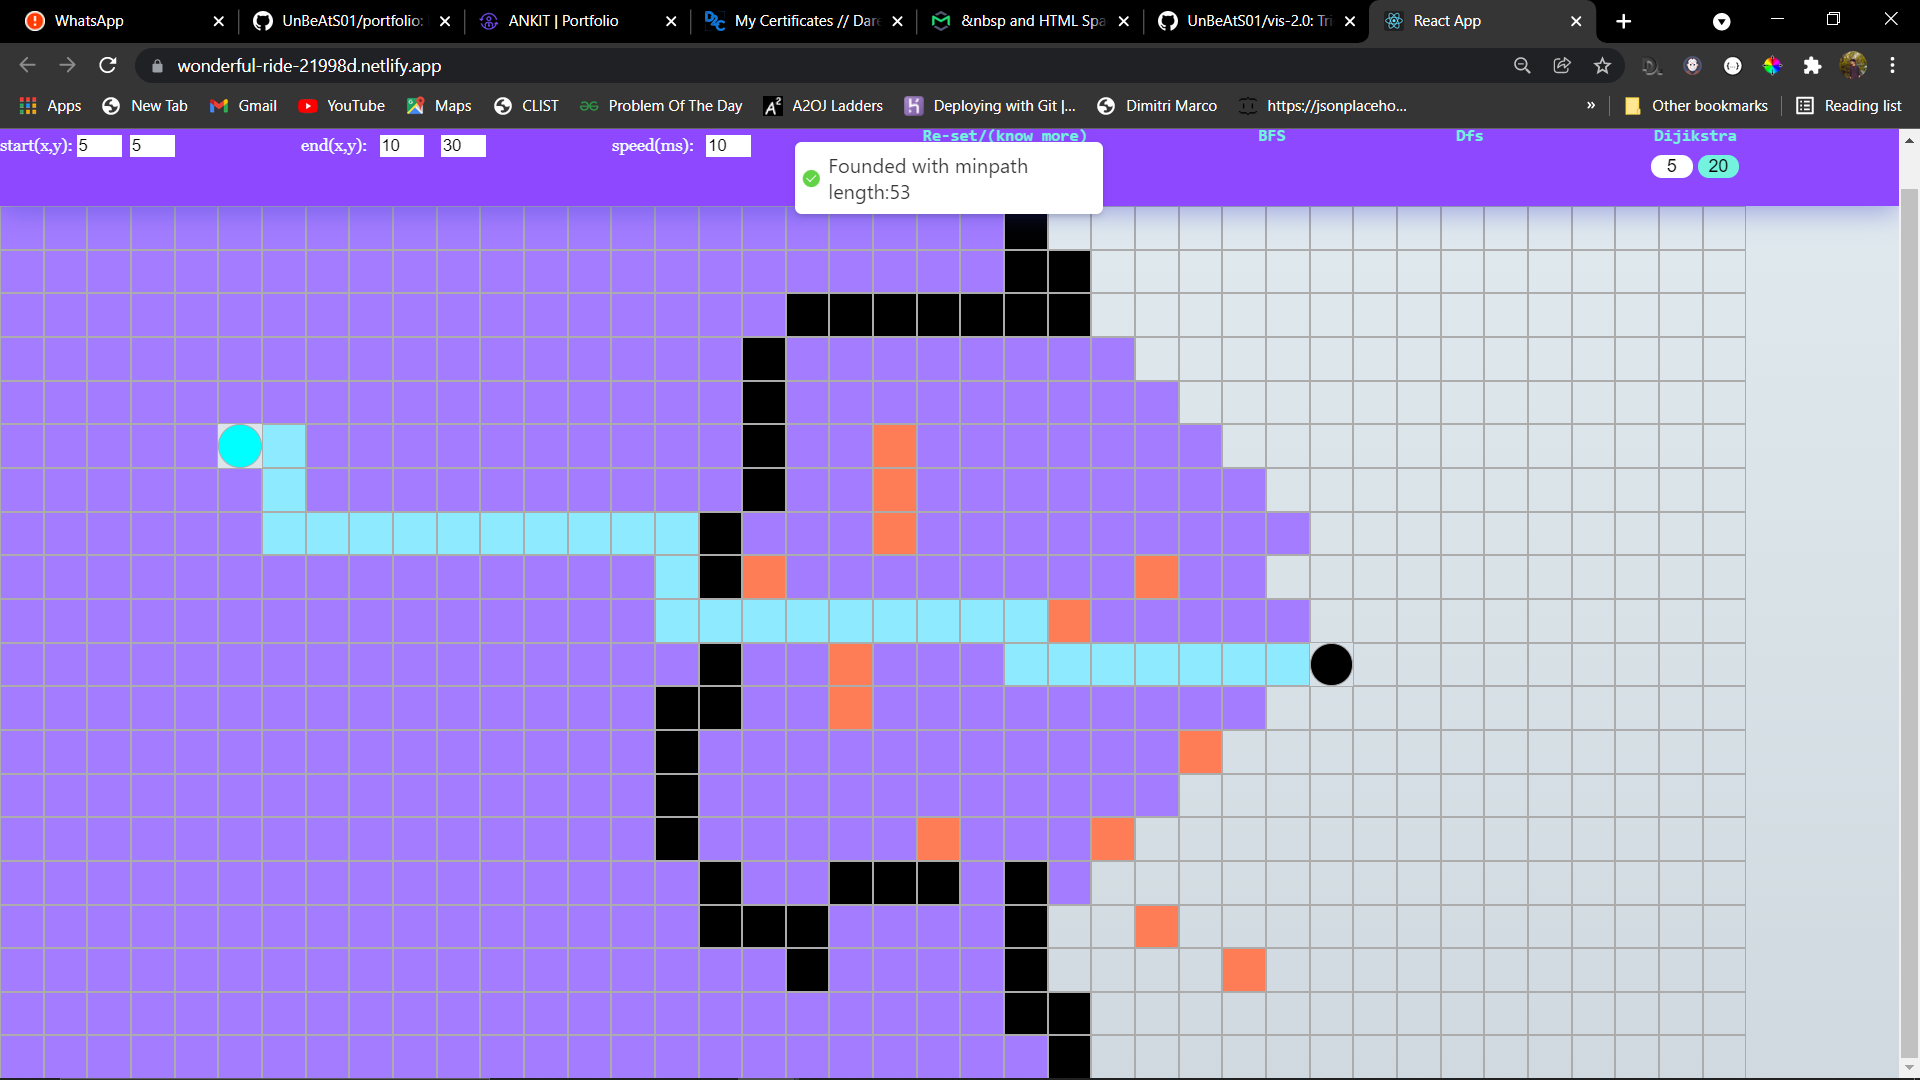 WhatsApp
UnBeAtS01/portfolio:
ANKIT | Portfolio
My Certificates // Dare
&nbsp and HTML Spa
UnBeAtS01/vis-2.0: Tri
React App
wonderful-ride-21998d.netlify.app
Apps
New Tab
Gmail
YouTube
Maps
CLIST
Problem Of The Day
A2OJ Ladders
Deploying with Git |...
Dimitri Marco
https://jsonplaceho...
»
Other bookmarks
Reading list
start(x,y): 5 5
end(x,y): 10 30
speed(ms): 10
Re-set/(know more)
BFS
Dfs
Dijikstra
5 20
Founded with minpath
length:53